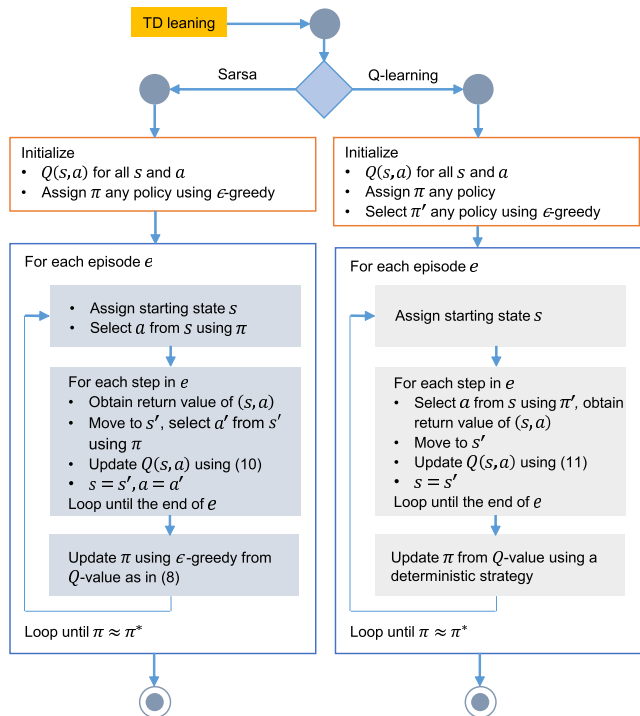 TD leaning
Sarsa
Q-learning
Initialize
• Q(s,a) for all s and a
• Assign π any policy using ϵ-greedy
For each episode e
• Assign starting state s
• Select a from s using π
For each step in e
• Obtain return value of (s,a)
• Move to s′, select a′ from s′
using π
• Update Q(s,a) using (10)
• s = s′, a = a′
Loop until the end of e
Update π using ϵ-greedy from
Q-value as in (8)
Loop until π ≈ π*
Initialize
• Q(s,a) for all s and a
• Assign π any policy
• Select π′ any policy using ϵ-greedy
For each episode e
Assign starting state s
For each step in e
• Select a from s using π′, obtain
return value of (s,a)
• Move to s′
• Update Q(s,a) using (11)
• s = s′
Loop until the end of e
Update π from Q-value using a
deterministic strategy
Loop until π ≈ π*